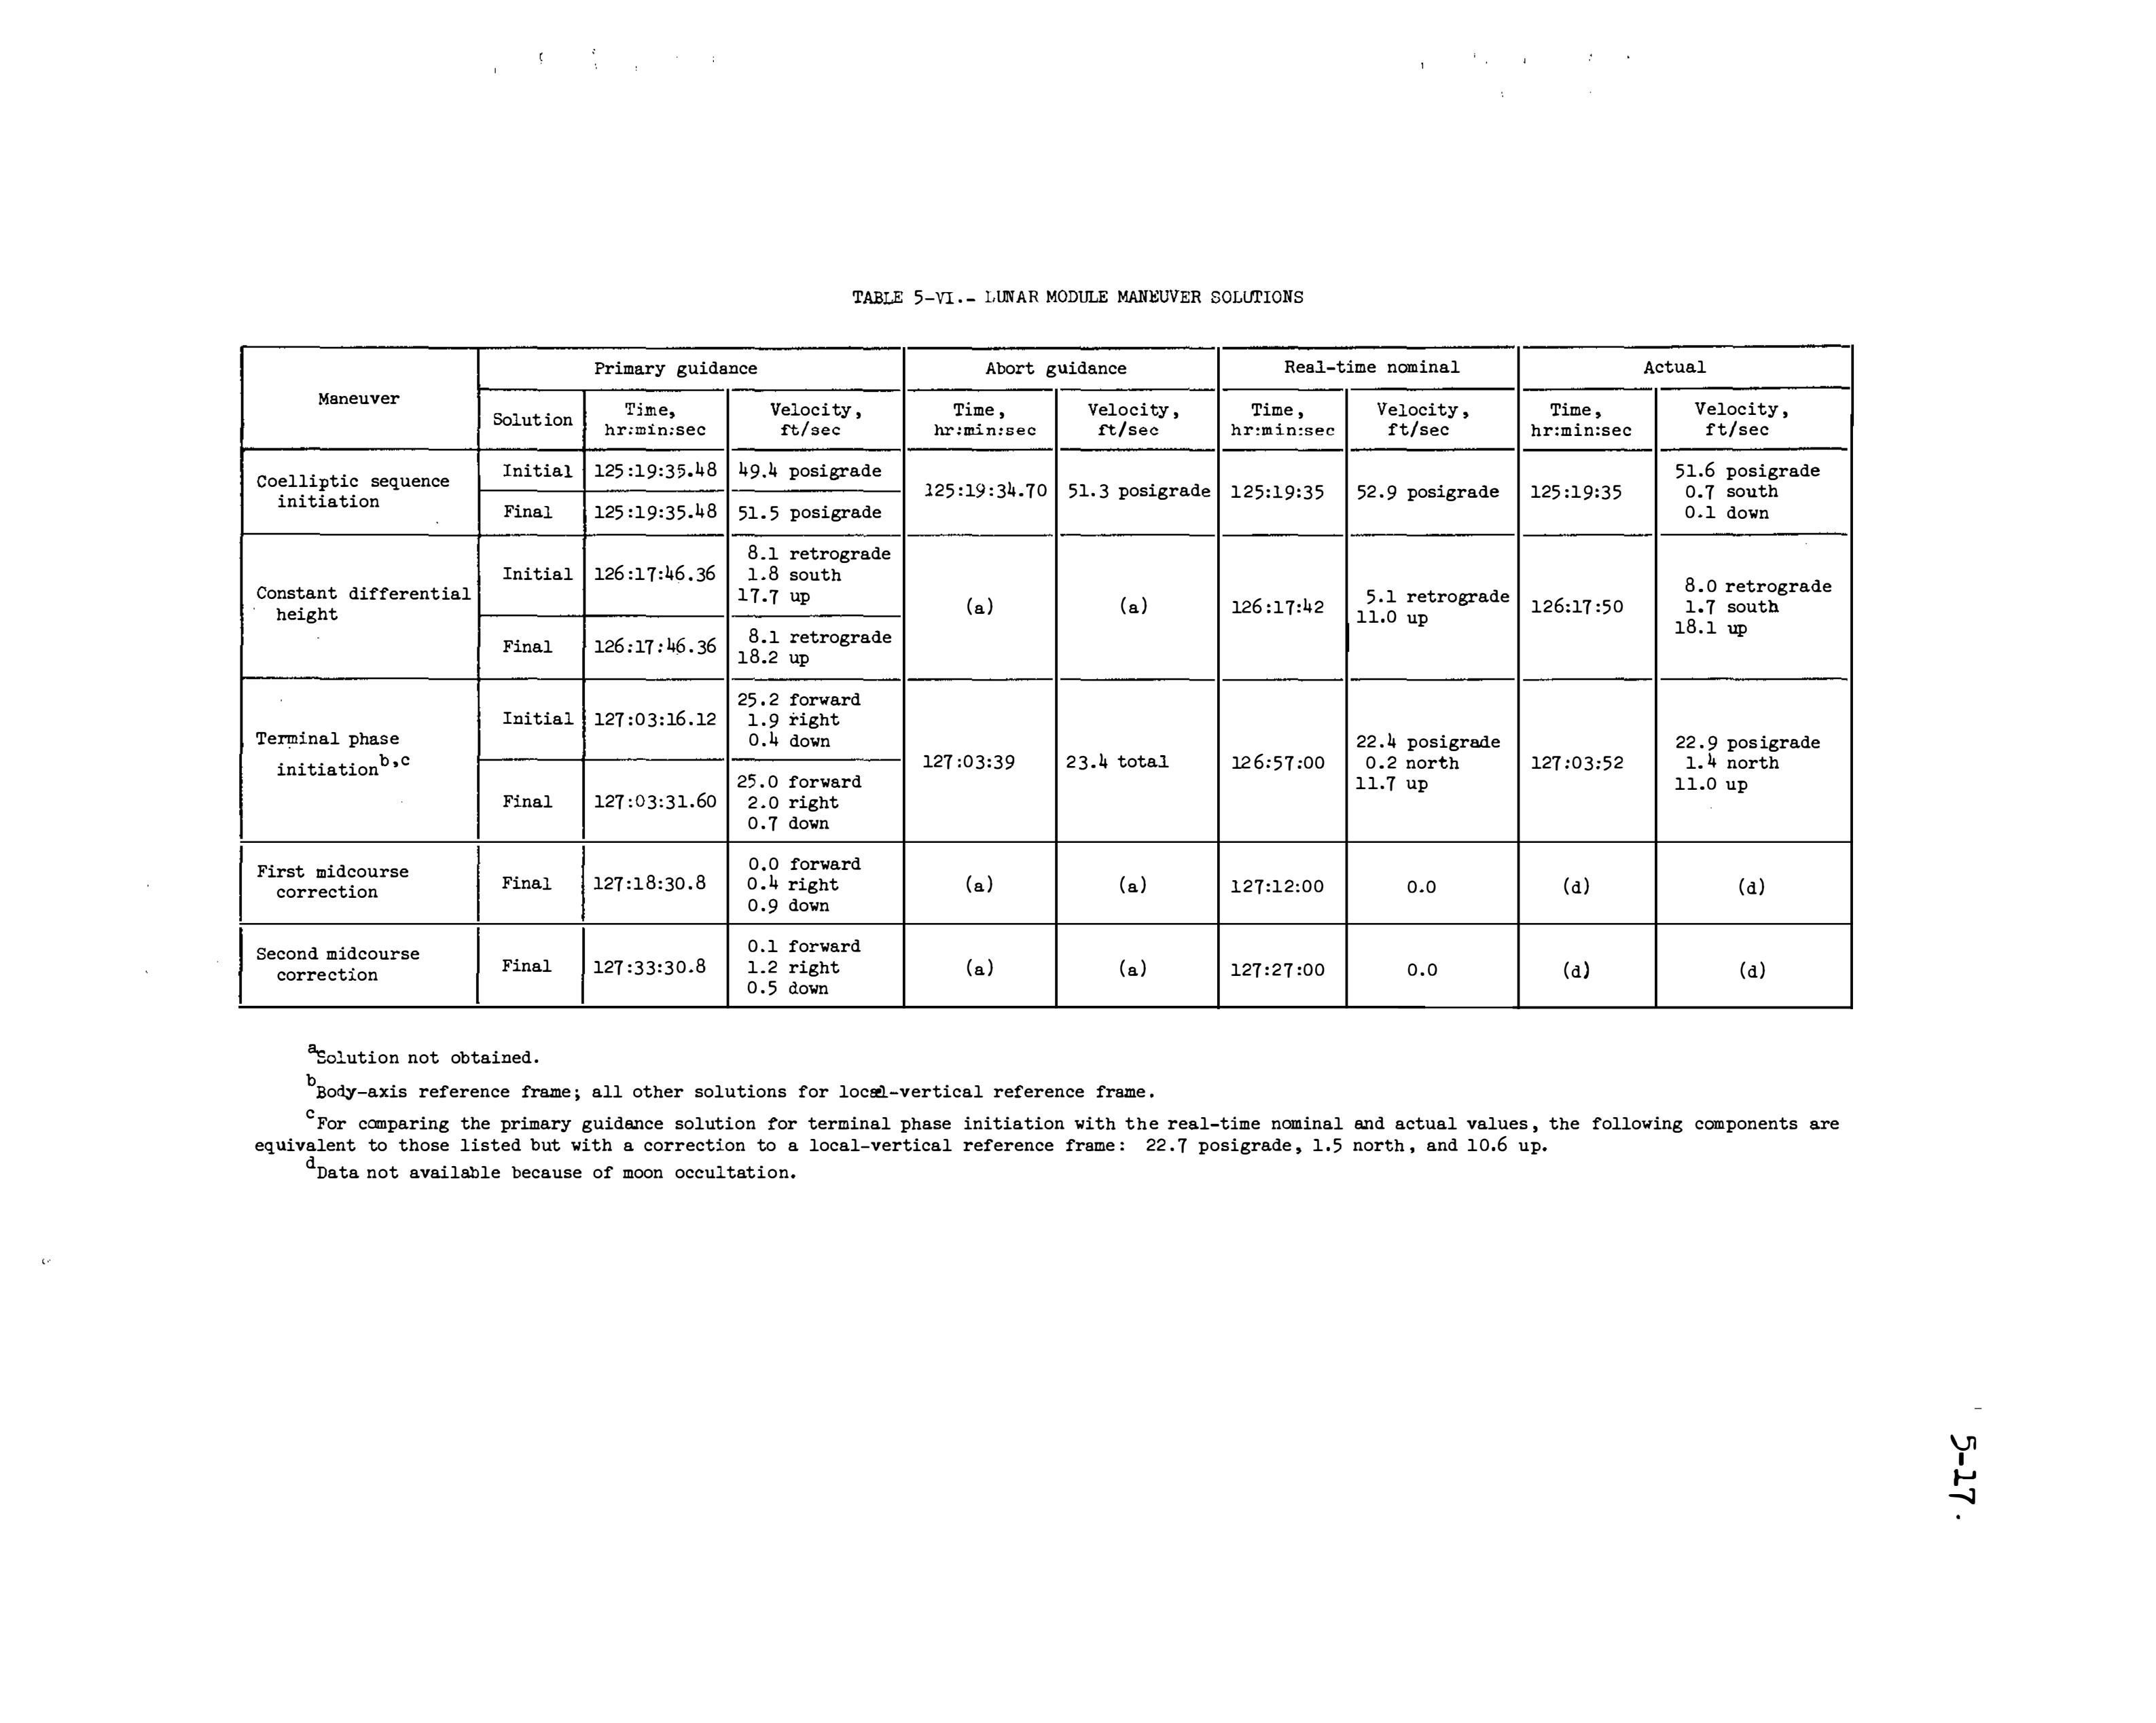 TABLE 5-VI.- LUNAR MODULE MANEUVER SOLUTIONS
Maneuver
Primary guidance
Abort guidance
Real-time nominal
Actual
Solution
Time, hr:min:sec
Velocity, ft/sec
Time, hr:min:sec
Velocity, ft/sec
Time, hr:min:sec
Velocity, ft/sec
Time, hr:min:sec
Velocity, ft/sec
Coelliptic sequence
initiation
Initial 125:19:35.48 49.4 posigrade
Final 125:19:35.48 51.5 posigrade
125:19:34.70 51.3 posigrade 125:19:35 52.9 posigrade 125:19:35
51.6 posigrade
0.7 south
0.1 down
Constant differential
height
Initial 126:17:46.36
8.1 retrograde
1.8 south
17.7 up
Final 126:17:46.36
8.1 retrograde
18.2 up
(a) (a) 126:17:42
5.1 retrograde
11.0 up
126:17:50
8.0 retrograde
1.7 south
18.1 up
Terminal phase
initiation b,c
Initial 127:03:16.12
25.2 forward
1.9 right
0.4 down
Final 127:03:31.60
25.0 forward
2.0 right
0.7 down
127:03:39 23.4 total 126:57:00
22.4 posigrade
0.2 north
11.7 up
127:03:52
22.9 posigrade
1.4 north
11.0 up
First midcourse
correction
Final 127:18:30.8
0.0 forward
0.4 right
0.9 down
(a) (a) 127:12:00 0.0 (d) (d)
Second midcourse
correction
Final 127:33:30.8
0.1 forward
1.2 right
0.5 down
(a) (a) 127:27:00 0.0 (d) (d)
a Solution not obtained.
b Body-axis reference frame; all other solutions for local-vertical reference frame.
c For comparing the primary guidance solution for terminal phase initiation with the real-time nominal and actual values, the following components are
equivalent to those listed but with a correction to a local-vertical reference frame: 22.7 posigrade, 1.5 north, and 10.6 up.
d Data not available because of moon occultation.
5-17